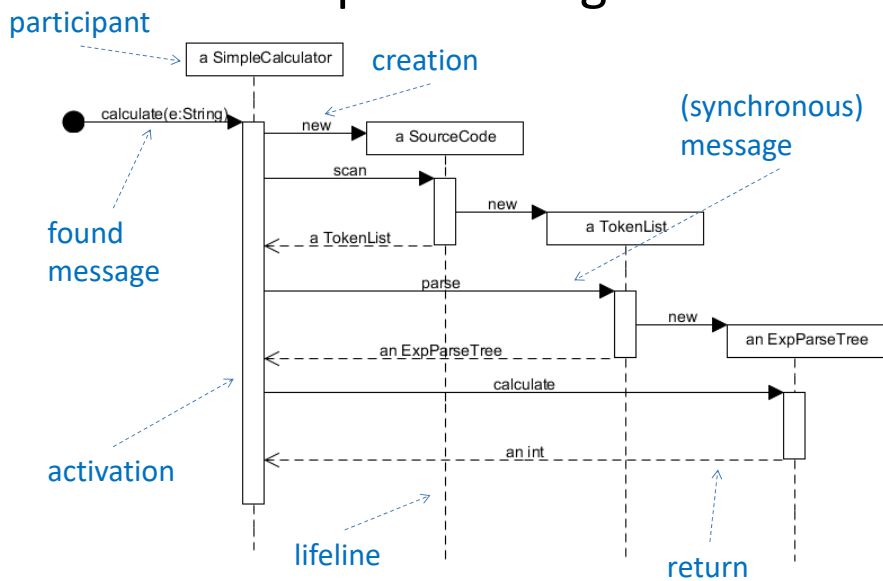 participant
a SimpleCalculator
creation
calculate(e:String)
new
a SourceCode
(synchronous)
message
scan
new
a TokenList
a TokenList
found
message
parse
new
an ExpParseTree
an ExpParseTree
calculate
activation
an int
lifeline
return